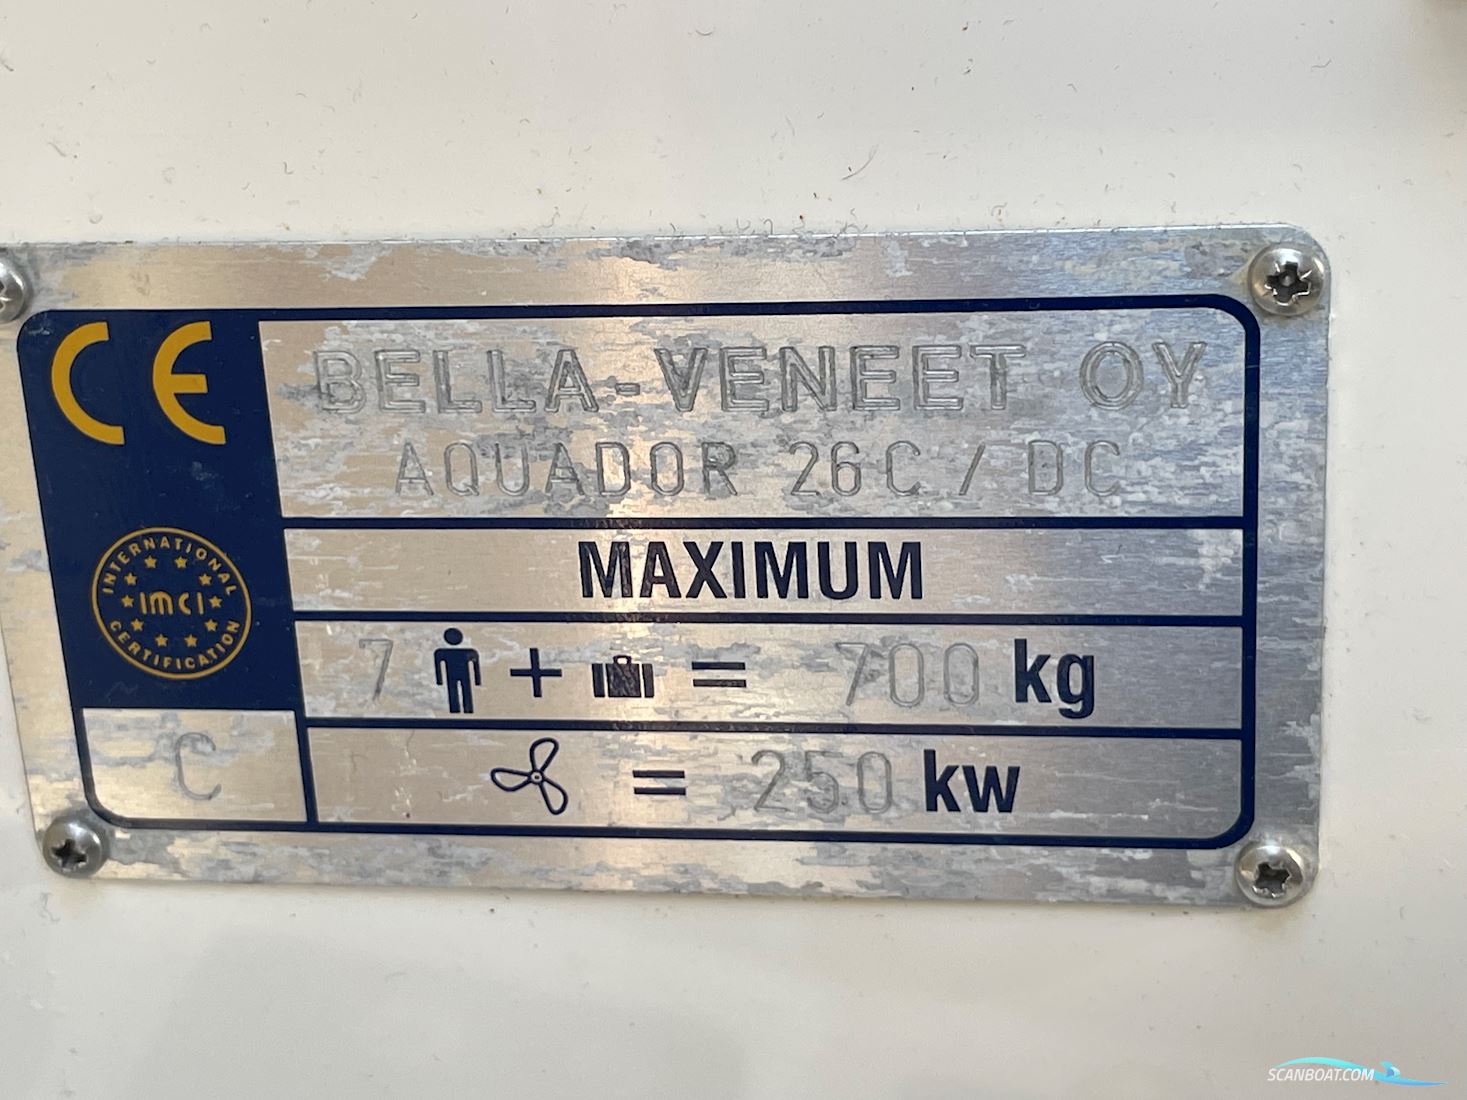 CE
BELLA-VENEET OY
AQUADOR 26C / DC
INTERNATIONAL
IMCI
CERTIFICATION
MAXIMUM
7 + = 700 kg
C
= 250 kw
SCANBOAT.COM